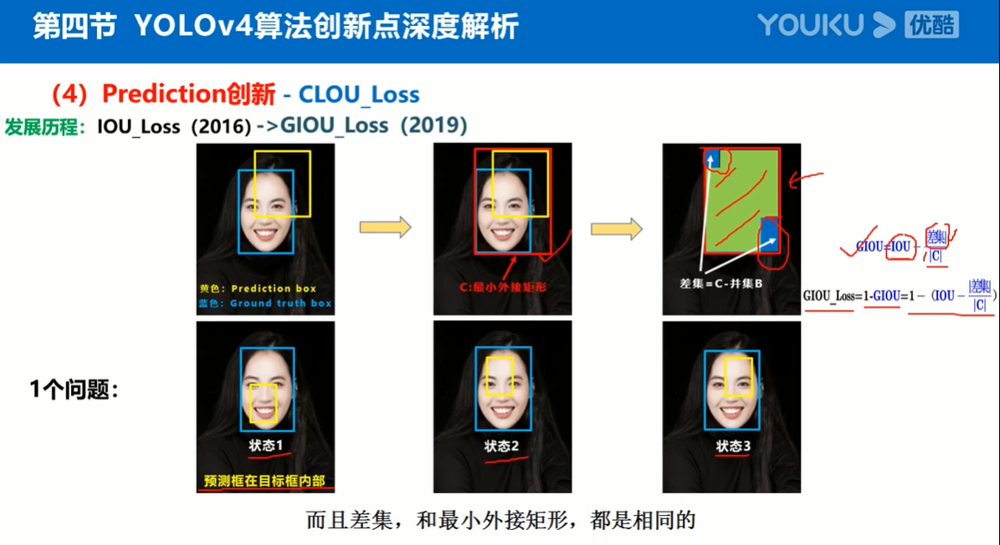 第四节 YOLOv4算法创新点深度解析
YOUKU 优酷
（4）Prediction创新 - CLOU_Loss
发展历程：IOU_Loss（2016）->GIOU_Loss（2019）
黄色：Prediction box
蓝色：Ground truth box
C:最小外接矩形
差集=C-并集B
GIOU=IOU-|差集|/|C|
GIOU_Loss=1-GIOU=1-（IOU-|差集|/|C|）
1个问题：
状态1
状态2
状态3
预测框在目标框内部
而且差集，和最小外接矩形，都是相同的